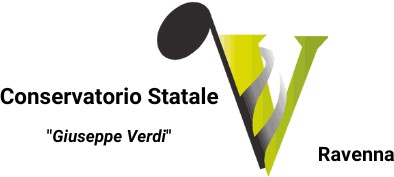 Conservatorio Statale
"Giuseppe Verdi"
Ravenna